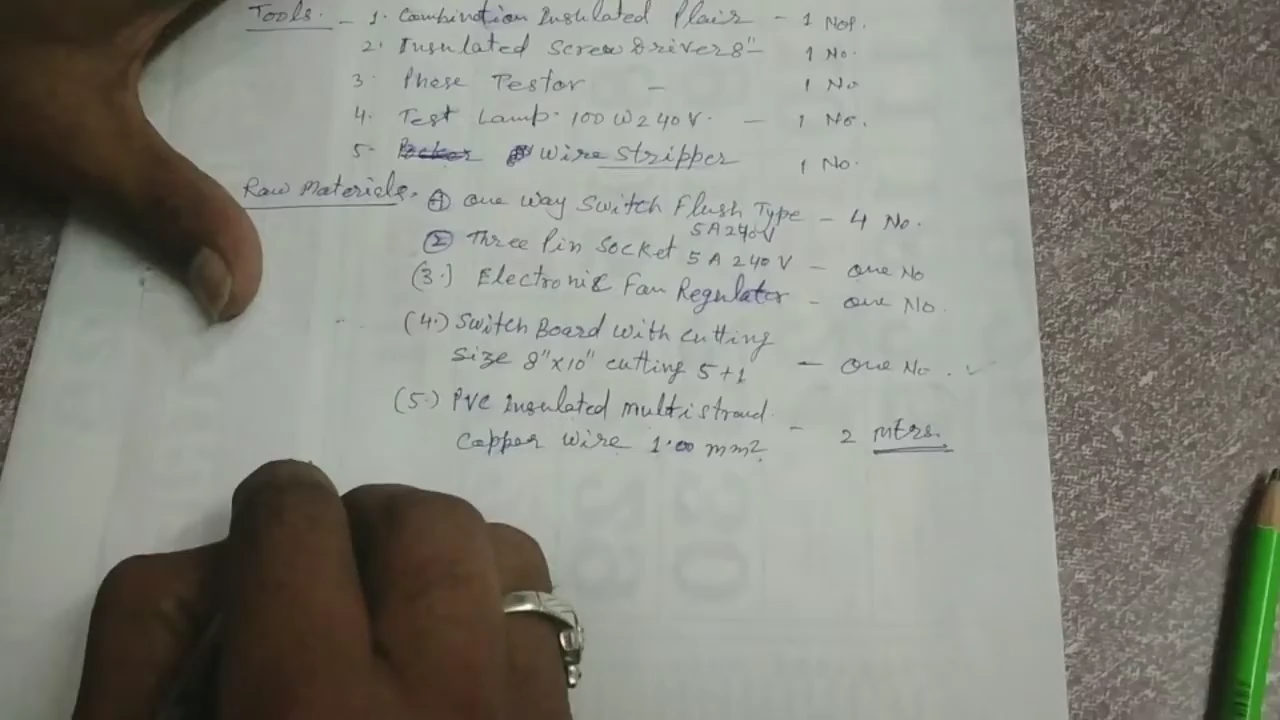 Tools. - 1. Combination Insulated Plair - 1 Nos.
2. Insulated Screw Drivers 8" - 1 No.
3. Phese Testor - 1 No
4. Test Lamp. 100 W 240 V. - 1 No.
5. Wire Stripper 1 No.
Raw Materials. (1) One way Switch Flush Type - 4 No.
5A 240V
(2) Three Pin Socket 5 A 240 V - one No
(3.) Electronic Fan Regulator - one No.
(4.) Switch Board with cutting
Size 8"x10" cutting 5+1 - one No.
(5.) PVC Insulated multistrand
Copper wire 1.00 mm2. - 2 Mtrs.